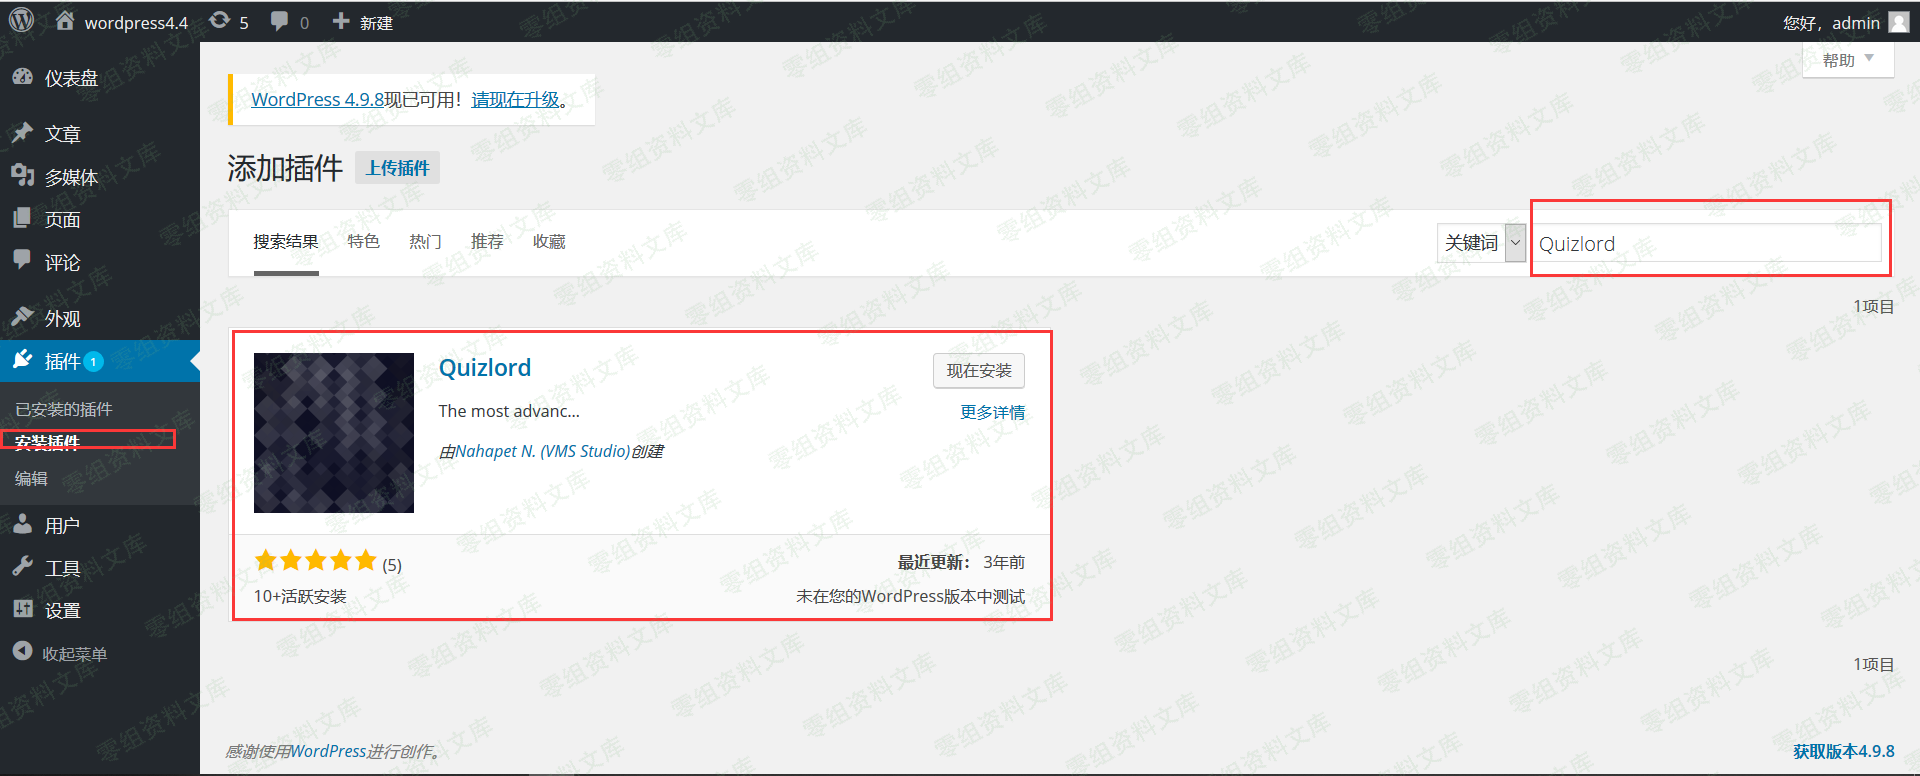 wordpress4.4 5 0 新建 您好，admin
帮助
仪表盘
文章
多媒体
页面
评论
外观
插件 1
已安装的插件
安装插件
编辑
用户
工具
设置
收起菜单
WordPress 4.9.8现已可用！请现在升级。
添加插件 上传插件
搜索结果 特色 热门 推荐 收藏 关键词 Quizlord
1项目
Quizlord 现在安装
The most advanc... 更多详情
由Nahapet N. (VMS Studio)创建
(5) 最近更新： 3年前
10+活跃安装 未在您的WordPress版本中测试
1项目
感谢使用WordPress进行创作。 获取版本4.9.8
零组资料文库